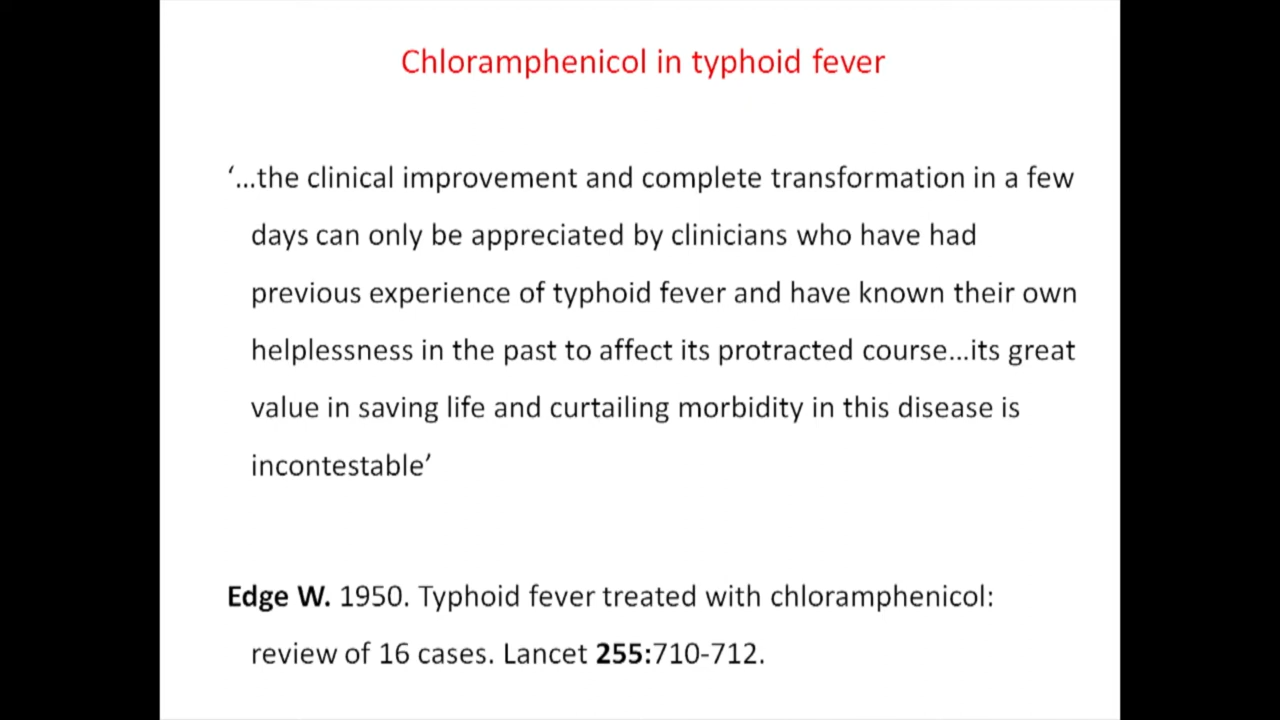 Chloramphenicol in typhoid fever
‘…the clinical improvement and complete transformation in a few
days can only be appreciated by clinicians who have had
previous experience of typhoid fever and have known their own
helplessness in the past to affect its protracted course…its great
value in saving life and curtailing morbidity in this disease is
incontestable’
Edge W. 1950. Typhoid fever treated with chloramphenicol:
review of 16 cases. Lancet 255:710-712.